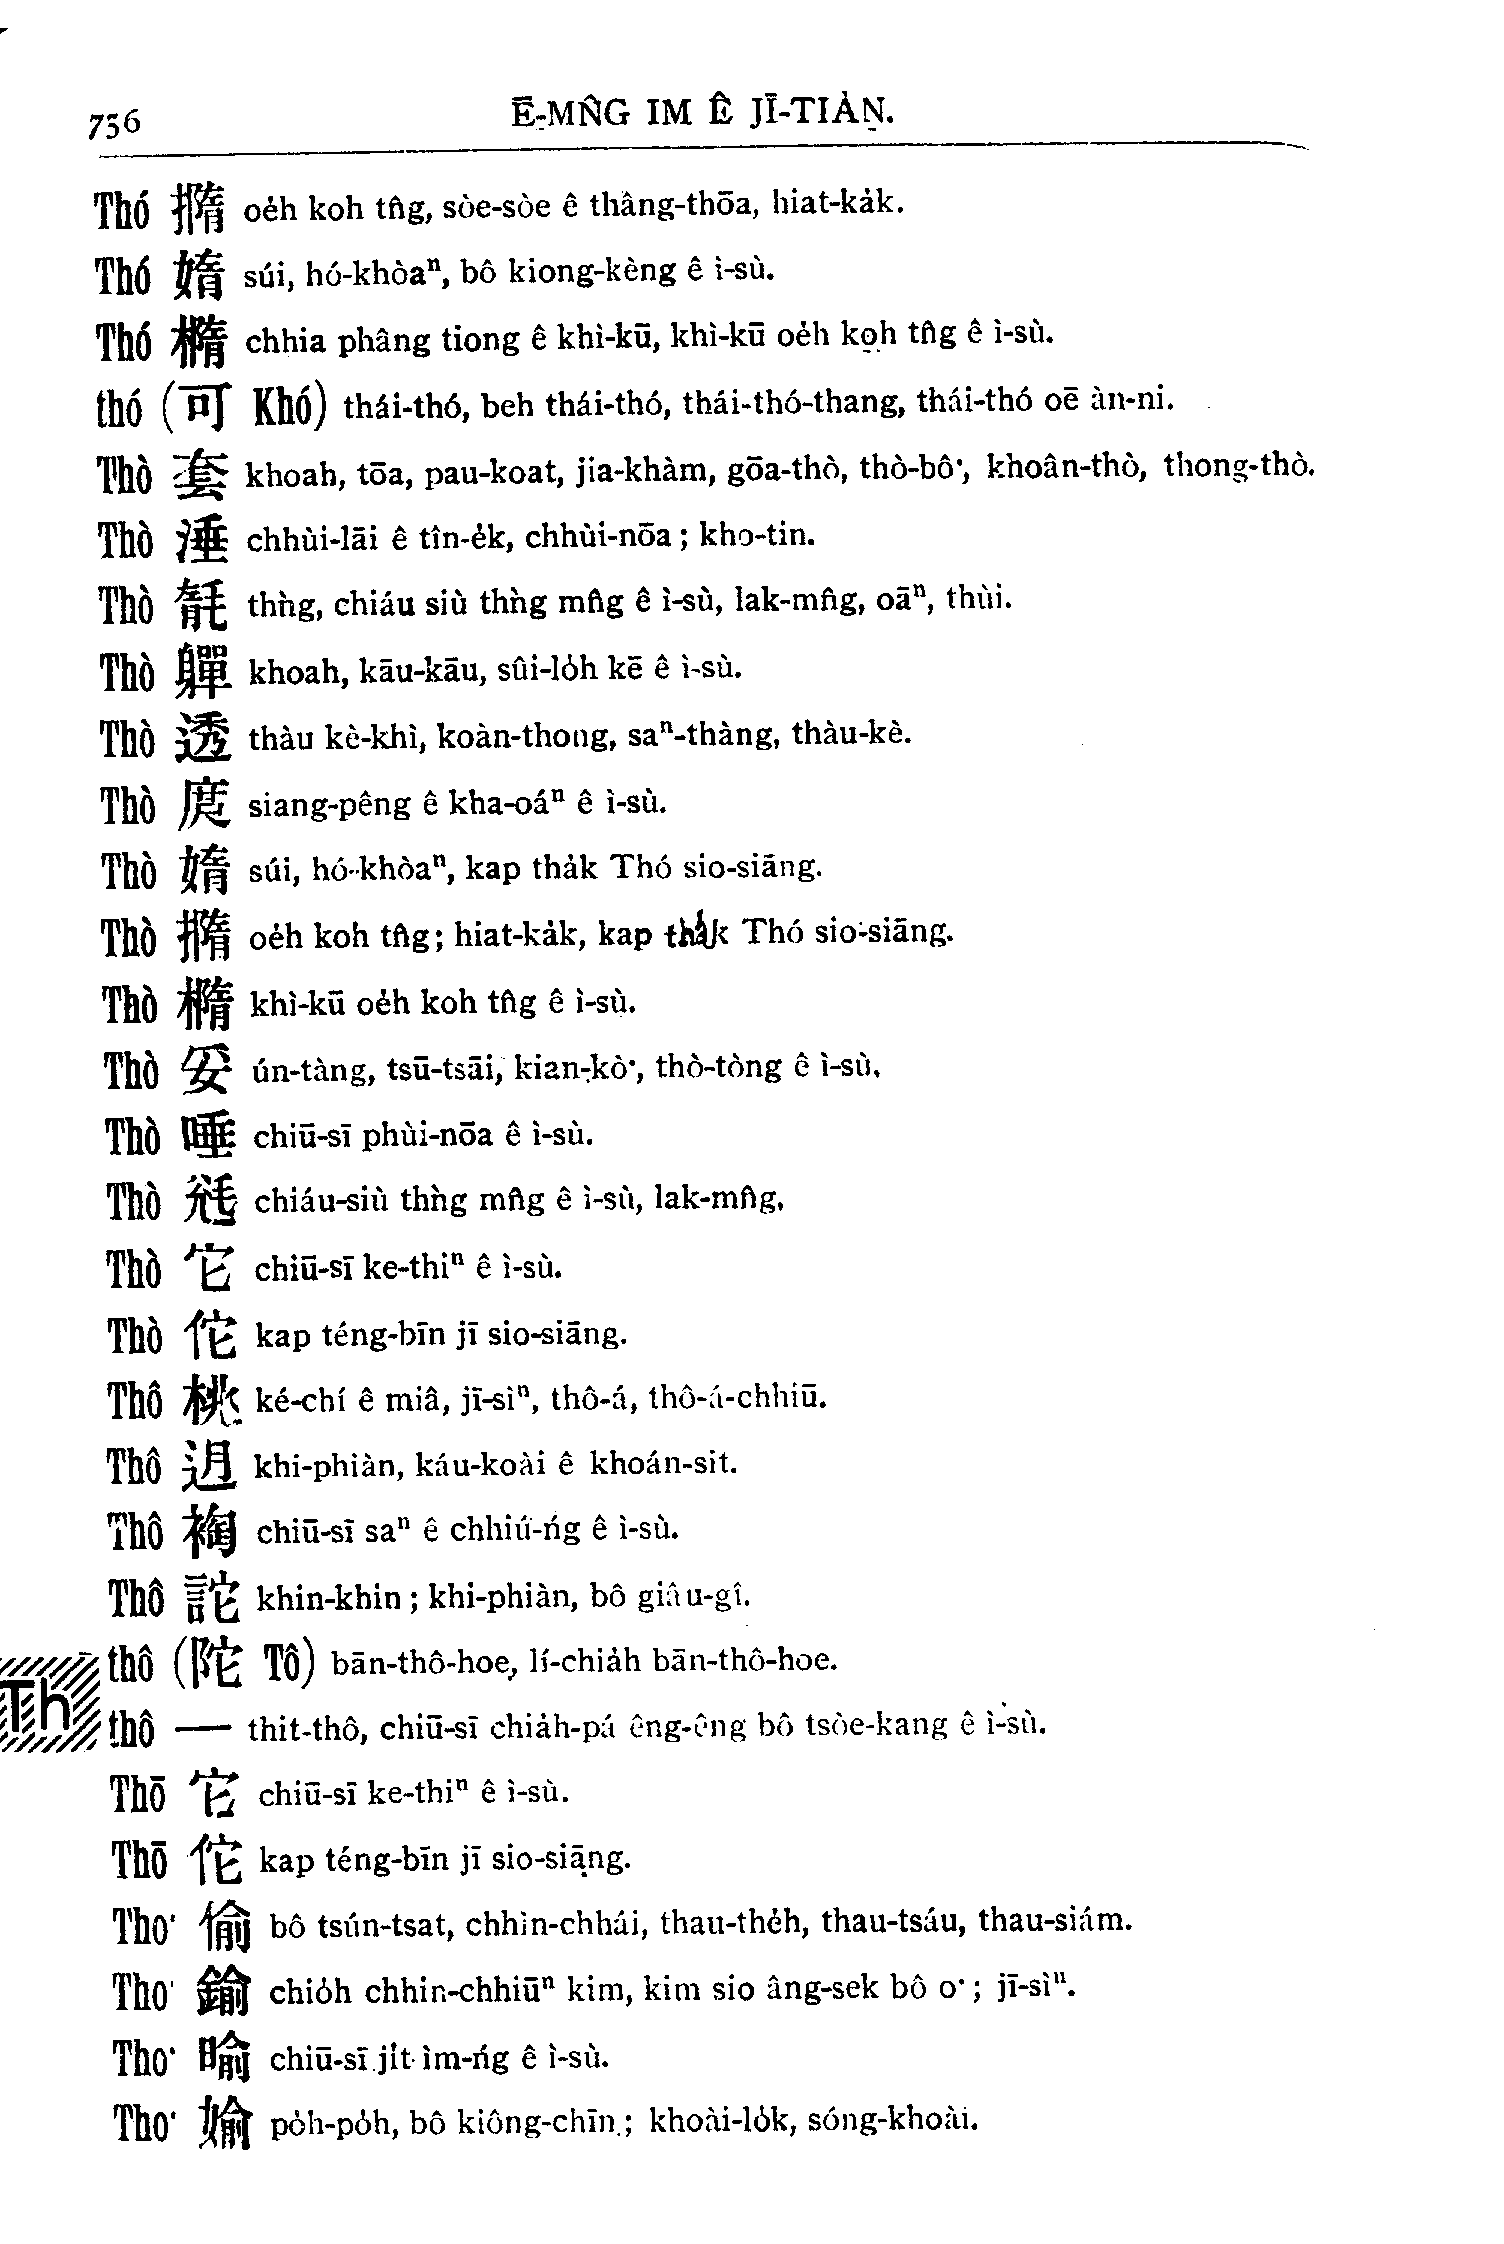 756 Ē-MN̂G IM Ê JĪ-TIÁN.
Thó 撱 oe̍h koh tn̂g, sòe-sòe ê thâng-thōa, hiat-ka̍k.
Thó 媠 súi, hó-khòaⁿ, bô kiong-kèng ê ì-sù.
Thó 橢 chhia phâng tiong ê khì-kū, khì-kū oe̍h koh tn̂g ê ì-sù.
thó (可 Khó) thái-thó, beh thái-thó, thái-thó-thang, thái-thó oē àn-ni.
Thò 套 khoah, tōa, pau-koat, jia-khàm, gōa-thò, thò-bô͘, khoân-thò, thong-thò.
Thò 涶 chhùi-lāi ê tîn-e̍k, chhùi-nōa; kho-tin.
Thò 毻 thǹg, chiáu siù thǹg mn̂g ê ì-sù, lak-mn̂g, oāⁿ, thùi.
Thò 軃 khoah, kāu-kāu, sûi-lo̍h kē ê ì-sù.
Thò 透 thàu kè-khì, koàn-thong, saⁿ-thàng, thàu-kè.
Thò siang-pêng ê kha-oáⁿ ê ì-sù.
Thò 媠 súi, hó-khòaⁿ, kap tha̍k Thó sio-siāng.
Thò 撱 oe̍h koh tn̂g; hiat-ka̍k, kap tha̍k Thó sio-siāng.
Thò 橢 khì-kū oe̍h koh tn̂g ê ì-sù.
Thò 妥 ún-tàng, tsū-tsāi, kian-kò͘, thò-tòng ê ì-sù.
Thò 唾 chiū-sī phùi-nōa ê ì-sù.
Thò chiáu-siù thǹg mn̂g ê ì-sù, lak-mn̂g.
Thò 它 chiū-sī ke-thiⁿ ê ì-sù.
Thò 佗 kap téng-bīn jī sio-siāng.
Thô 桃 ké-chí ê miâ, jī-sìⁿ, thô-á, thô-á-chhiū.
Thô khi-phiàn, káu-koài ê khoán-sit.
Thô 裪 chiū-sī saⁿ ê chhiú-ńg ê ì-sù.
Thô 詑 khin-khin; khi-phiàn, bô giâu-gî.
thô (陀 Tô) bān-thô-hoe, lí-chia̍h bān-thô-hoe.
Th
thô — thit-thô, chiū-sī chia̍h-pá êng-êng bô tsòe-kang ê ì-sù.
Thō 它 chiū-sī ke-thiⁿ ê ì-sù.
Thō 佗 kap téng-bīn jī sio-siāng.
Tho͘ 偷 bô tsún-tsat, chhìn-chhái, thau-the̍h, thau-tsáu, thau-siám.
Tho͘ 鍮 chio̍h chhin-chhiūⁿ kim, kim sio âng-sek bô o͘; jī-sìⁿ.
Tho͘ 㫽 chiū-sī ji̍t ìm-ńg ê ì-sù.
Tho͘ 媮 po̍h-po̍h, bô kiông-chīn; khoài-lo̍k, sóng-khoài.